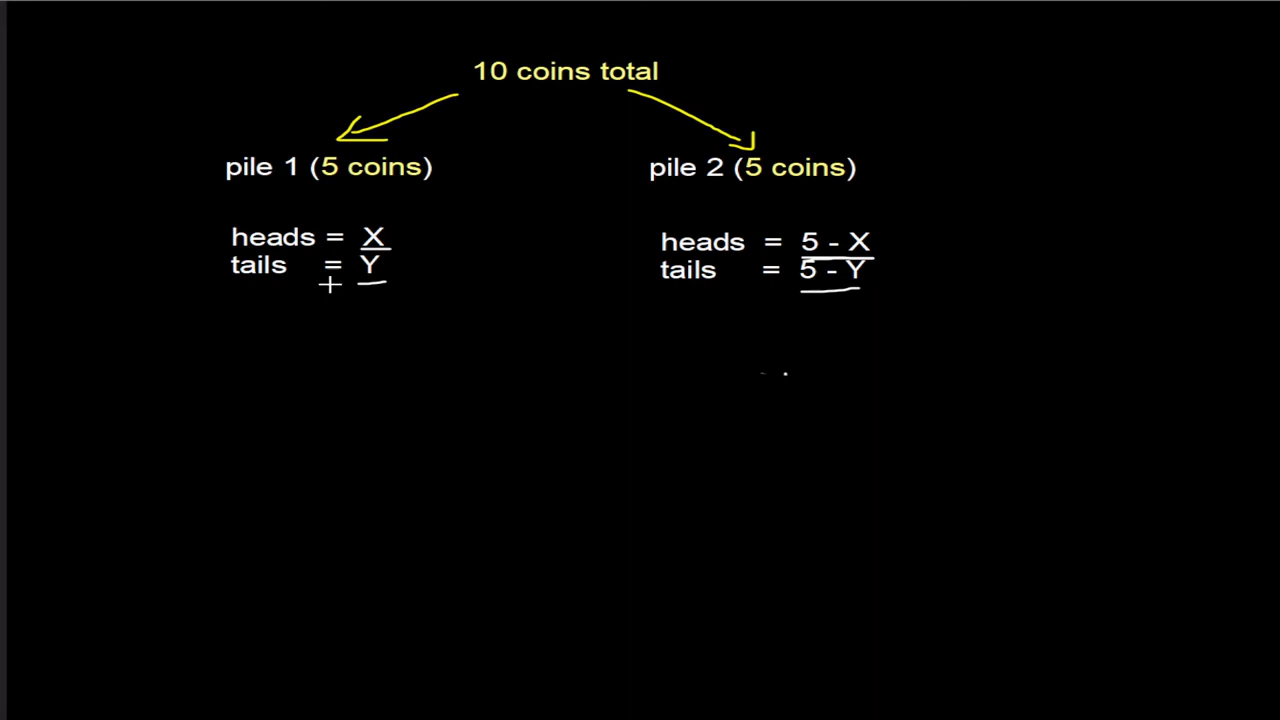 10 coins total
pile 1 (5 coins)
pile 2 (5 coins)
heads = X
tails = Y
heads = 5 - X
tails = 5 - Y